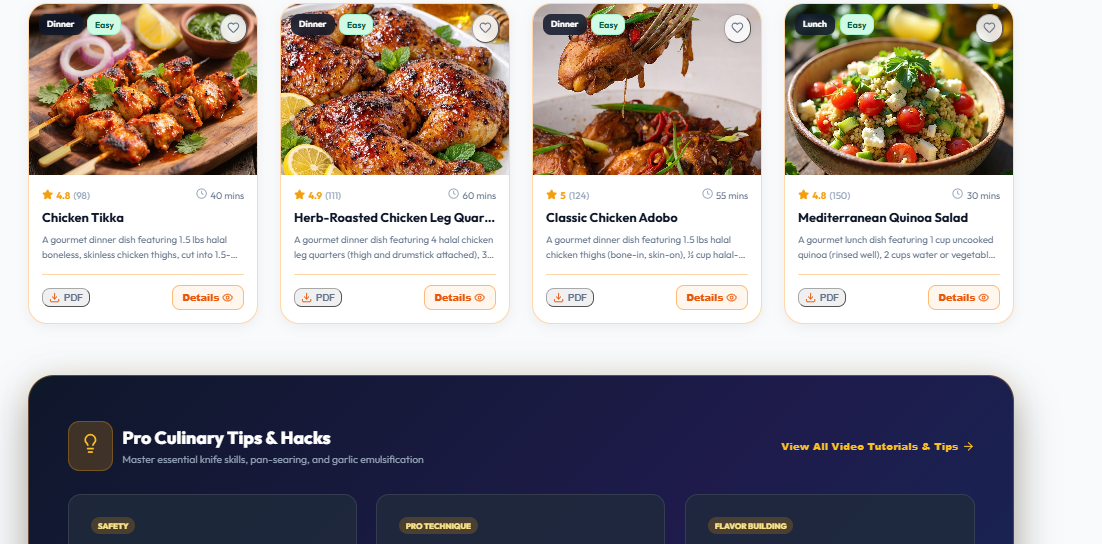 Dinner Easy
Dinner Easy
Dinner Easy
Lunch Easy
4.8 (98) 40 mins
Chicken Tikka
A gourmet dinner dish featuring 1.5 lbs halal
boneless, skinless chicken thighs, cut into 1.5-...
PDF Details
4.9 (111) 60 mins
Herb-Roasted Chicken Leg Quar...
A gourmet dinner dish featuring 4 halal chicken
leg quarters (thigh and drumstick attached), 3...
PDF Details
5 (124) 55 mins
Classic Chicken Adobo
A gourmet dinner dish featuring 1.5 lbs halal
chicken thighs (bone-in, skin-on), ½ cup halal-...
PDF Details
4.8 (150) 30 mins
Mediterranean Quinoa Salad
A gourmet lunch dish featuring 1 cup uncooked
quinoa (rinsed well), 2 cups water or vegetabl...
PDF Details
Pro Culinary Tips & Hacks
Master essential knife skills, pan-searing, and garlic emulsification
View All Video Tutorials & Tips →
SAFETY
PRO TECHNIQUE
FLAVOR BUILDING